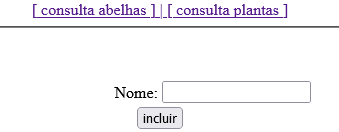 [ consulta abelhas ] | [ consulta plantas ]
Nome:
incluir